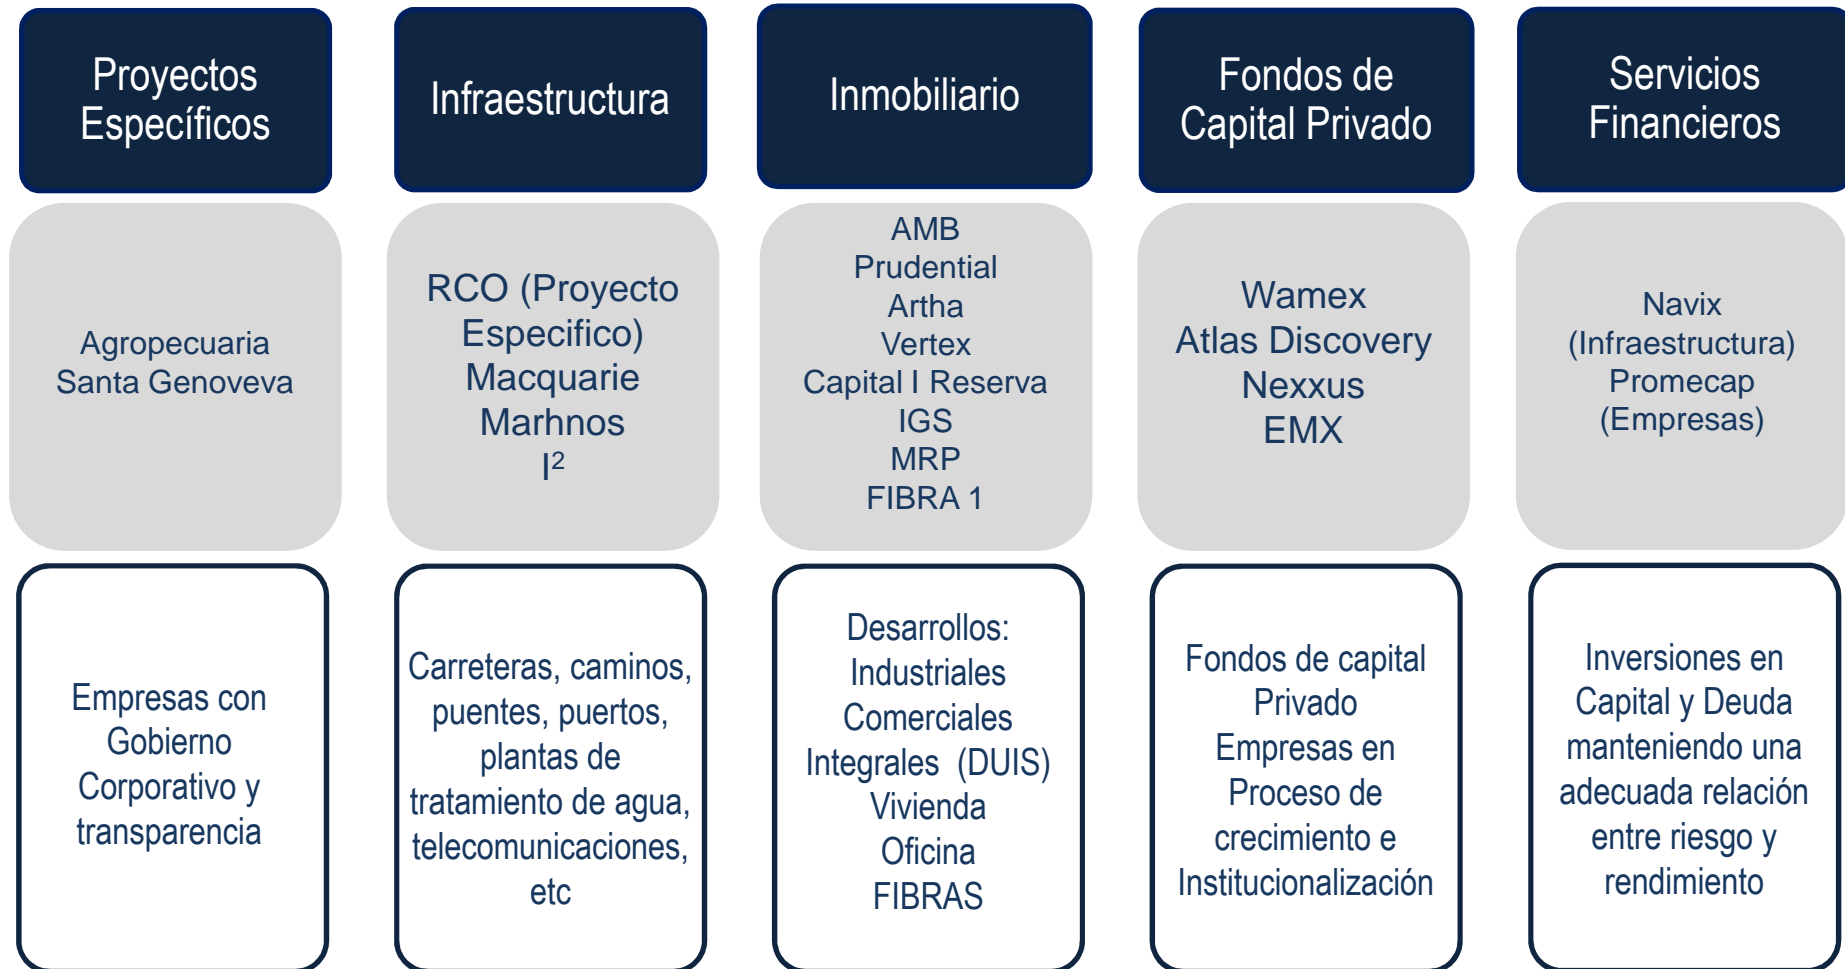 Proyectos
Específicos
Infraestructura
Inmobiliario
Fondos de
Capital Privado
Servicios
Financieros
Agropecuaria
Santa Genoveva
RCO (Proyecto
Especifico)
Macquarie
Marhnos
I²
AMB
Prudential
Artha
Vertex
Capital I Reserva
IGS
MRP
FIBRA 1
Wamex
Atlas Discovery
Nexxus
EMX
Navix
(Infraestructura)
Promecap
(Empresas)
Empresas con
Gobierno
Corporativo y
transparencia
Carreteras, caminos,
puentes, puertos,
plantas de
tratamiento de agua,
telecomunicaciones,
etc
Desarrollos:
Industriales
Comerciales
Integrales (DUIS)
Vivienda
Oficina
FIBRAS
Fondos de capital
Privado
Empresas en
Proceso de
crecimiento e
Institucionalización
Inversiones en
Capital y Deuda
manteniendo una
adecuada relación
entre riesgo y
rendimiento